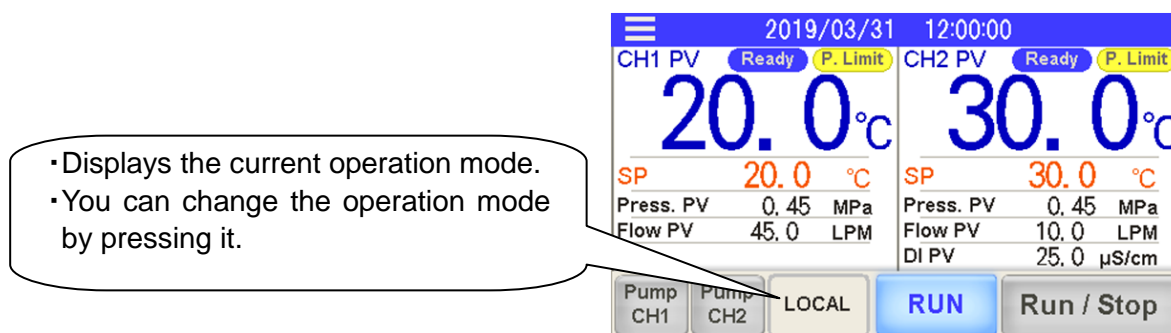 2019/03/31 12:00:00
CH1 PV Ready P. Limit
20.0℃
SP 20.0 ℃
Press. PV 0.45 MPa
Flow PV 45.0 LPM
CH2 PV Ready P. Limit
30.0℃
SP 30.0 ℃
Press. PV 0.45 MPa
Flow PV 10.0 LPM
DI PV 25.0 µS/cm
・Displays the current operation mode.
・You can change the operation mode
by pressing it.
Pump
CH1
Pump
CH2
LOCAL
RUN
Run / Stop